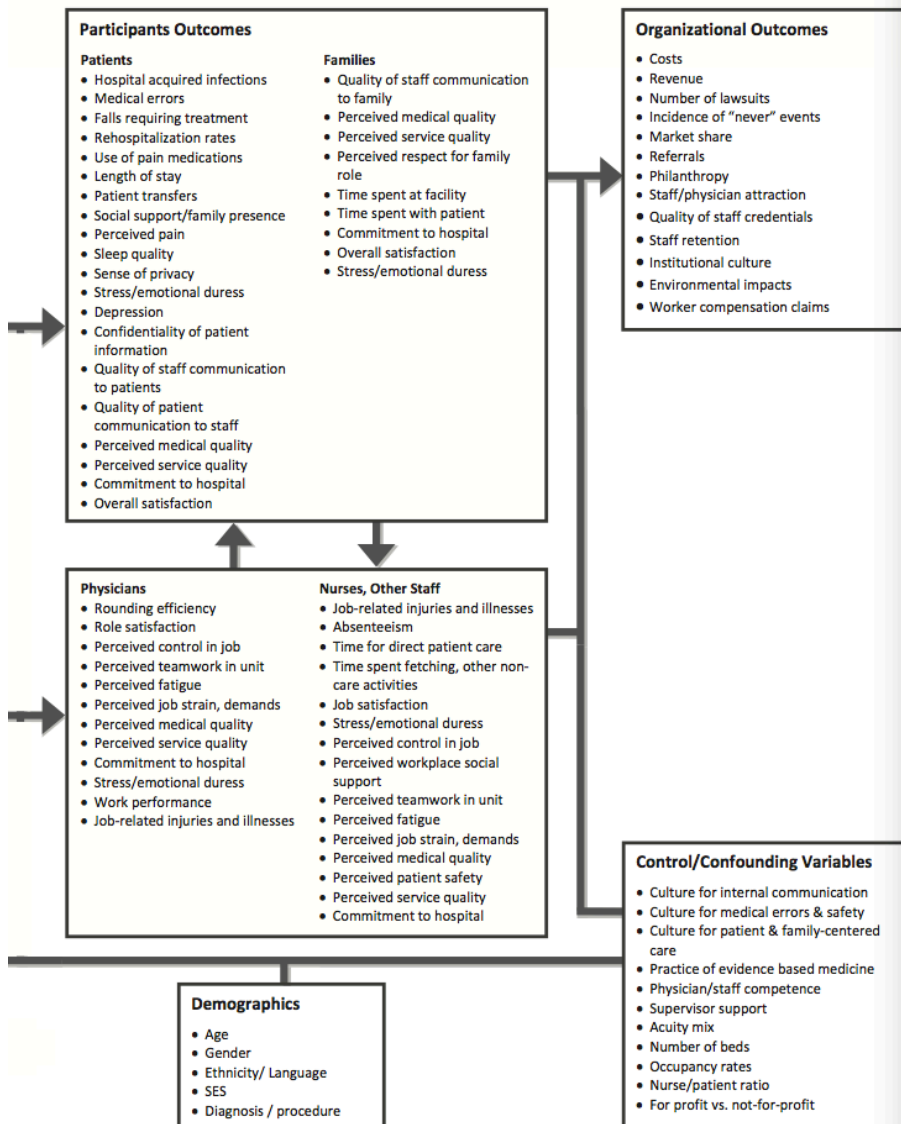 Participants Outcomes
Patients
• Hospital acquired infections
• Medical errors
• Falls requiring treatment
• Rehospitalization rates
• Use of pain medications
• Length of stay
• Patient transfers
• Social support/family presence
• Perceived pain
• Sleep quality
• Sense of privacy
• Stress/emotional duress
• Depression
• Confidentiality of patient
information
• Quality of staff communication
to patients
• Quality of patient
communication to staff
• Perceived medical quality
• Perceived service quality
• Commitment to hospital
• Overall satisfaction
Families
• Quality of staff communication
to family
• Perceived medical quality
• Perceived service quality
• Perceived respect for family
role
• Time spent at facility
• Time spent with patient
• Commitment to hospital
• Overall satisfaction
• Stress/emotional duress
Organizational Outcomes
• Costs
• Revenue
• Number of lawsuits
• Incidence of “never” events
• Market share
• Referrals
• Philanthropy
• Staff/physician attraction
• Quality of staff credentials
• Staff retention
• Institutional culture
• Environmental impacts
• Worker compensation claims
Physicians
• Rounding efficiency
• Role satisfaction
• Perceived control in job
• Perceived teamwork in unit
• Perceived fatigue
• Perceived job strain, demands
• Perceived medical quality
• Perceived service quality
• Commitment to hospital
• Stress/emotional duress
• Work performance
• Job-related injuries and illnesses
Nurses, Other Staff
• Job-related injuries and illnesses
• Absenteeism
• Time for direct patient care
• Time spent fetching, other non-
care activities
• Job satisfaction
• Stress/emotional duress
• Perceived control in job
• Perceived workplace social
support
• Perceived teamwork in unit
• Perceived fatigue
• Perceived job strain, demands
• Perceived medical quality
• Perceived patient safety
• Perceived service quality
• Commitment to hospital
Control/Confounding Variables
• Culture for internal communication
• Culture for medical errors & safety
• Culture for patient & family-centered
care
• Practice of evidence based medicine
• Physician/staff competence
• Supervisor support
• Acuity mix
• Number of beds
• Occupancy rates
• Nurse/patient ratio
• For profit vs. not-for-profit
Demographics
• Age
• Gender
• Ethnicity/ Language
• SES
• Diagnosis / procedure